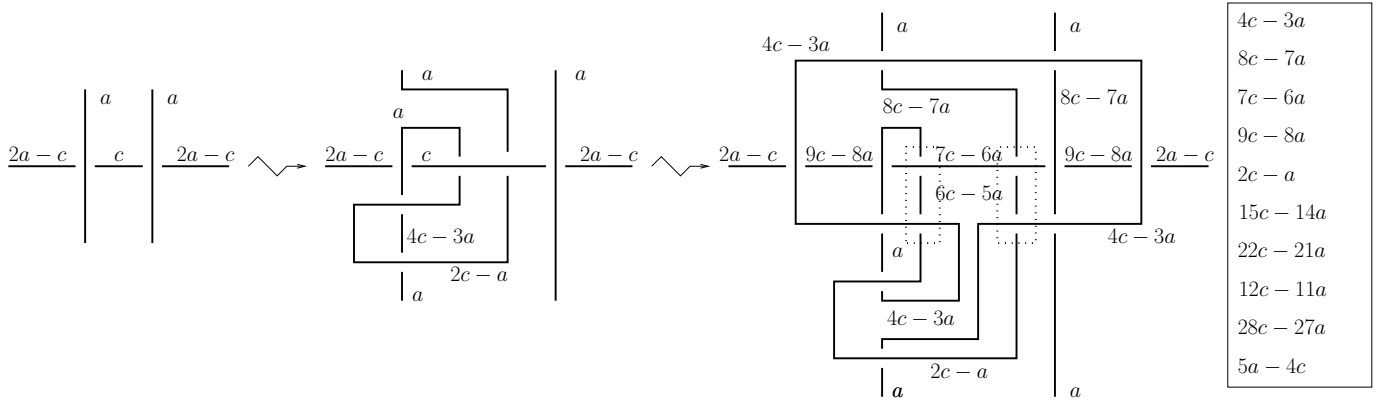 2a − c
a
c
a
2a − c
a
a
2a − c
c
a
2a − c
4c − 3a
2c − a
a
4c − 3a
a
a
8c − 7a
8c − 7a
2a − c
9c − 8a
7c − 6a
9c − 8a
2a − c
6c − 5a
a
4c − 3a
4c − 3a
2c − a
a
a
4c − 3a
8c − 7a
7c − 6a
9c − 8a
2c − a
15c − 14a
22c − 21a
12c − 11a
28c − 27a
5a − 4c